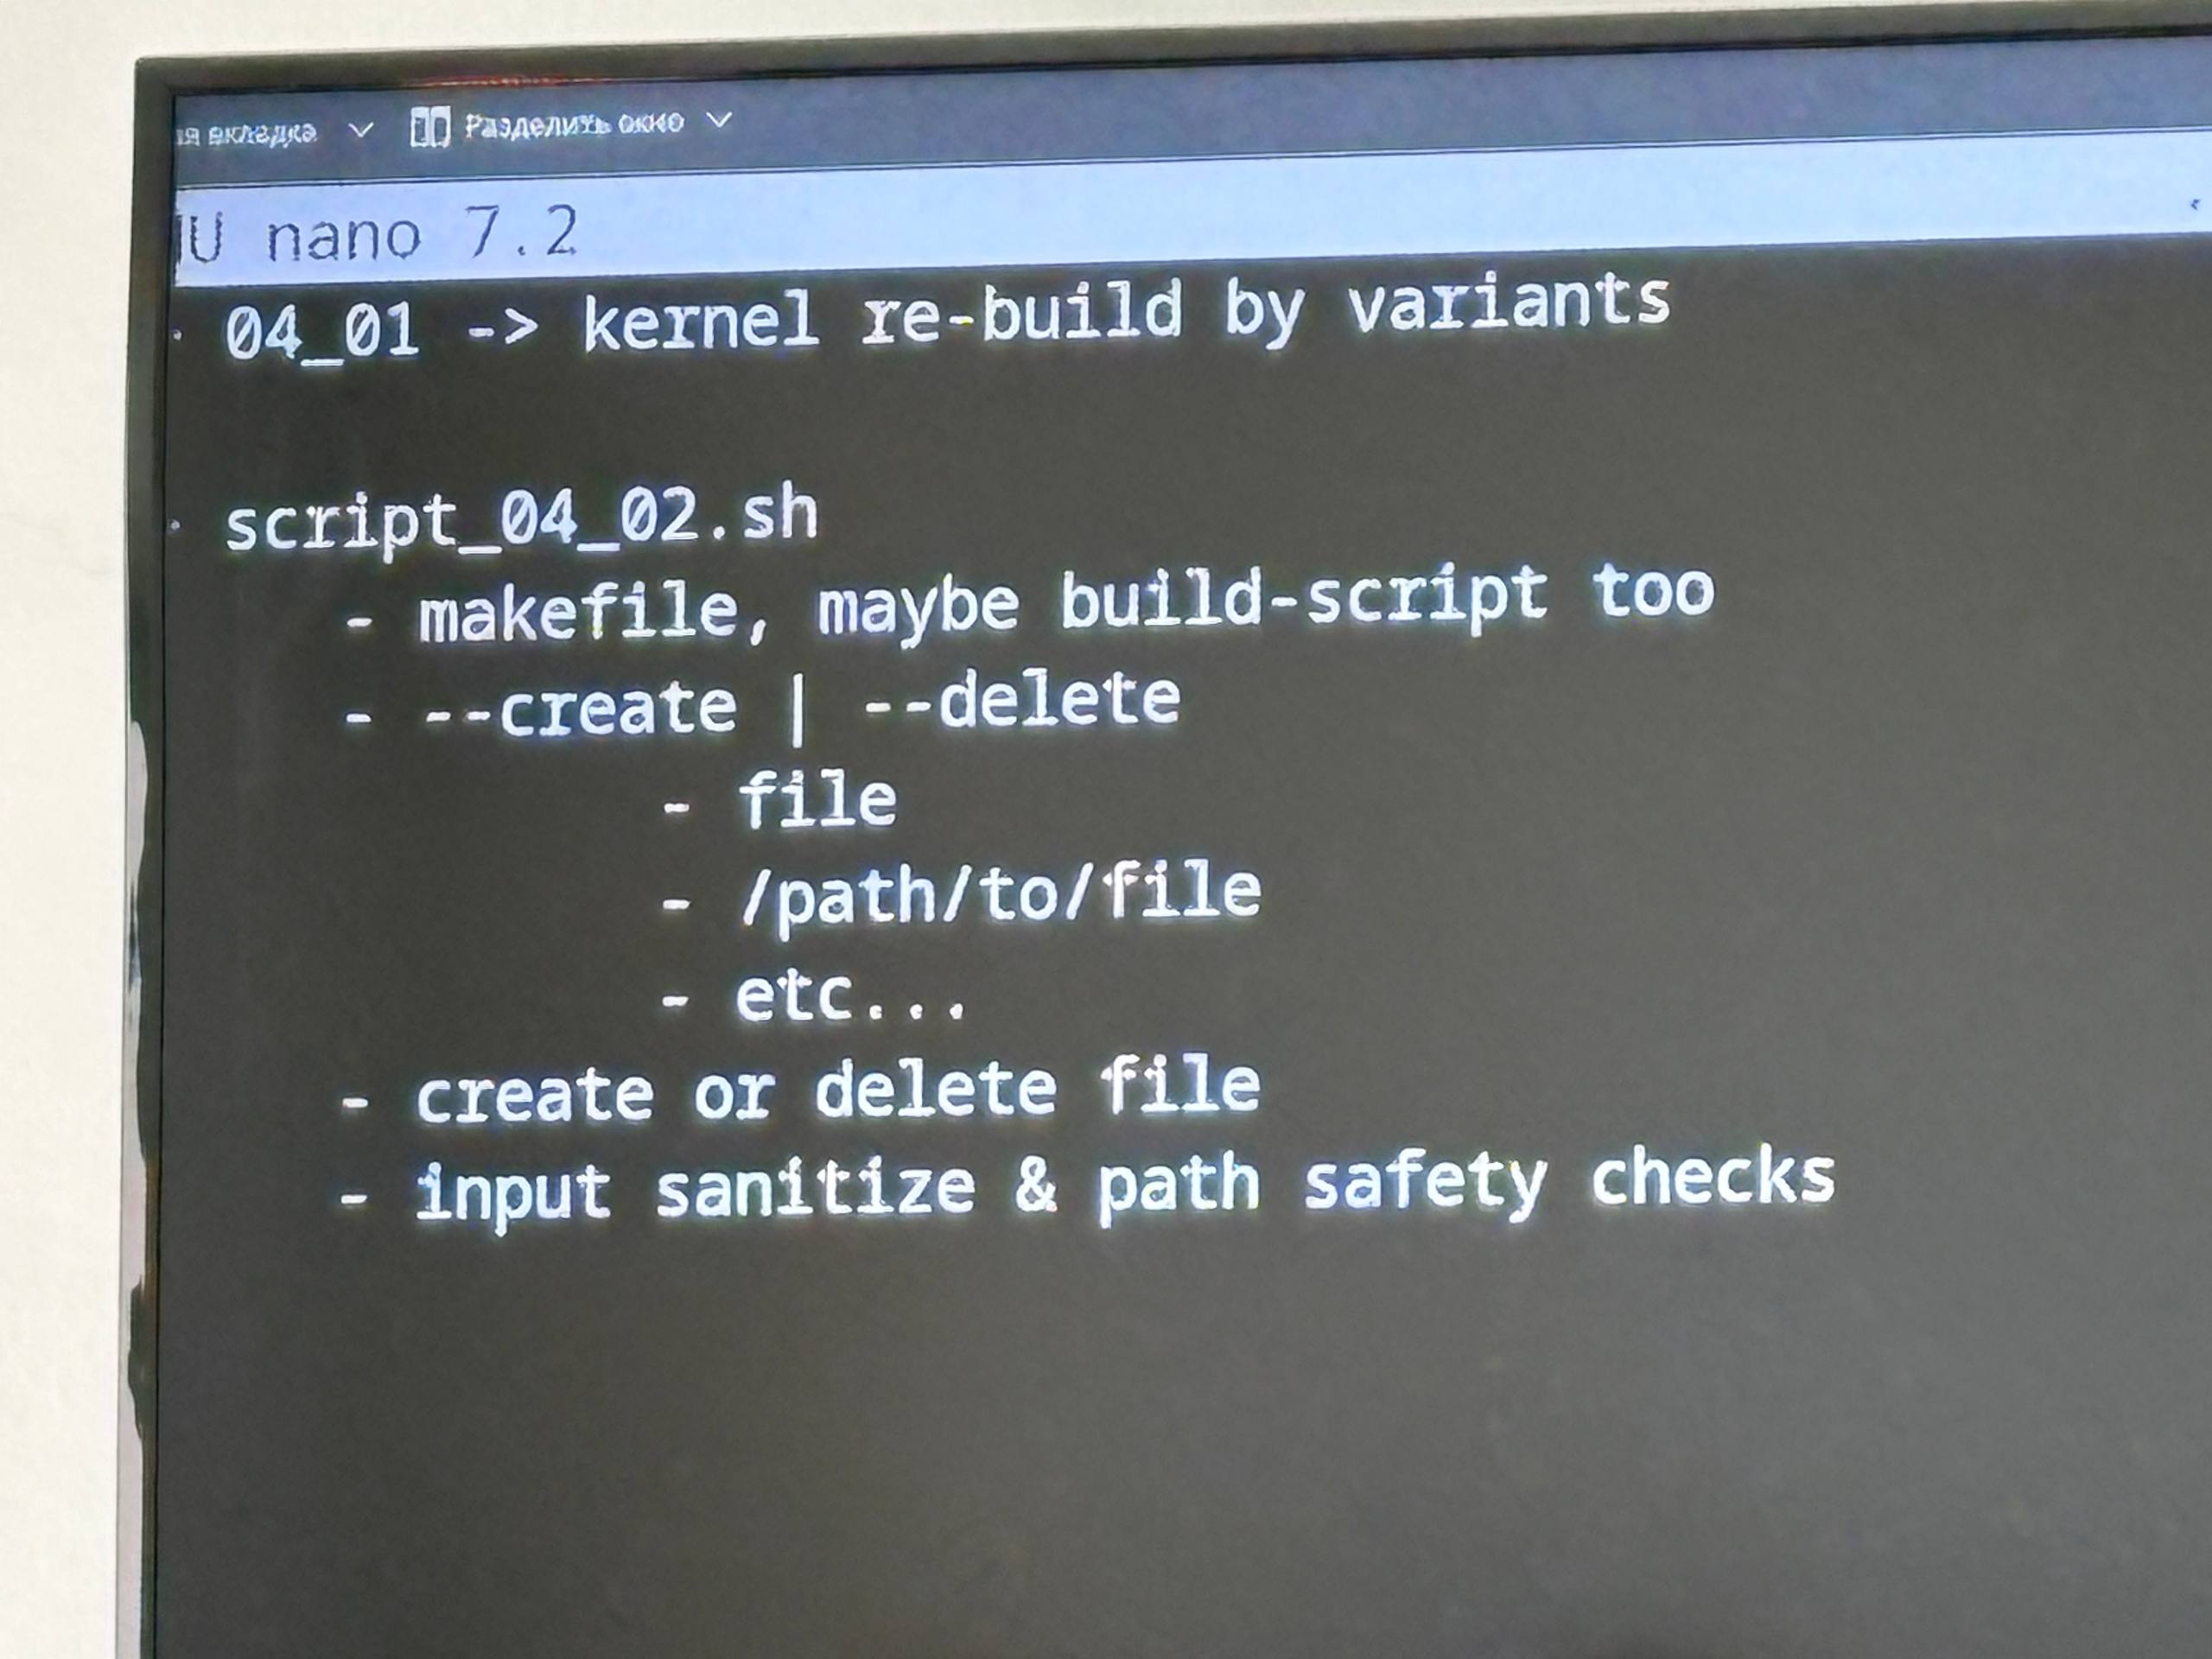 вкладка
Разделить окно
U nano 7.2
04_01 -> kernel re-build by variants
script_04_02.sh
- makefile, maybe build-script too
- --create | --delete
- file
- /path/to/file
- etc...
- create or delete file
- input sanitize & path safety checks